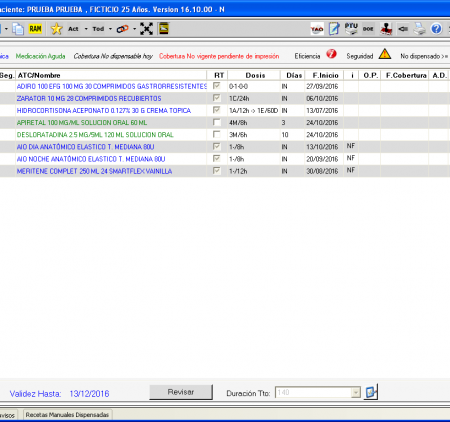 aciente: PRUEBA PRUEBA , FICTICIO 25 Años. Version 16.10.00 - N
RAM Act Tod TAO PTU DOE ?
nica Medicación Aguda Cobertura No dispensable hoy Cobertura No vigente pendiente de impresión. Eficiencia ? Seguridad No dispensado >=
Seg. ATC/Nombre RT Dosis Días F.Inicio i O.P. F.Cobertura A.D.
ADIRO 100 EFG 100 MG 30 COMPRIMIDOS GASTRORRESISTENTES 0-1-0-0 IN 27/09/2016
ZARATOR 10 MG 28 COMPRIMIDOS RECUBIERTOS 1C/24h IN 06/10/2016
HIDROCORTISONA ACEPONATO 0.127% 30 G CREMA TOPICA 1A/12h -> 1E/60D IN 13/07/2016
APIRETAL 100 MG/ML SOLUCION ORAL 60 ML 4M/8h 3 24/10/2016
DESLORATADINA 2.5 MG/5ML 120 ML SOLUCION ORAL 3M/6h 10 24/10/2016
AIO DIA ANATÓMICO ELASTICO T. MEDIANA 80U 1-/8h IN 13/10/2016 NF
AIO NOCHE ANATÓMICO ELASTICO T. MEDIANA 80U 1-/8h IN 20/09/2016 NF
MERITENE COMPLET 250 ML 24 SMARTFLEX VAINILLA 1-/12h IN 30/08/2016 NF
Validez Hasta: 13/12/2016 Revisar Duración Tto: 140
avisos Recetas Manuales Dispensadas